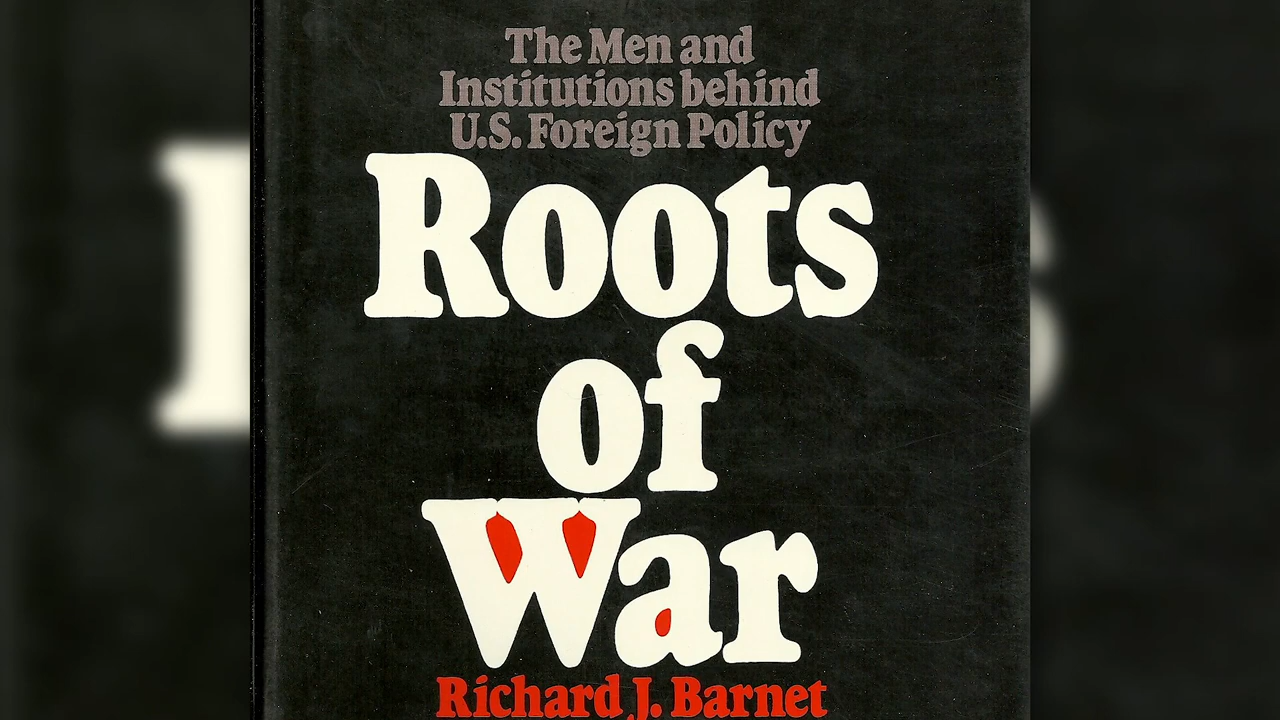 The Men and
Institutions behind
U.S. Foreign Policy
Roots
of
War
Richard J. Barnet